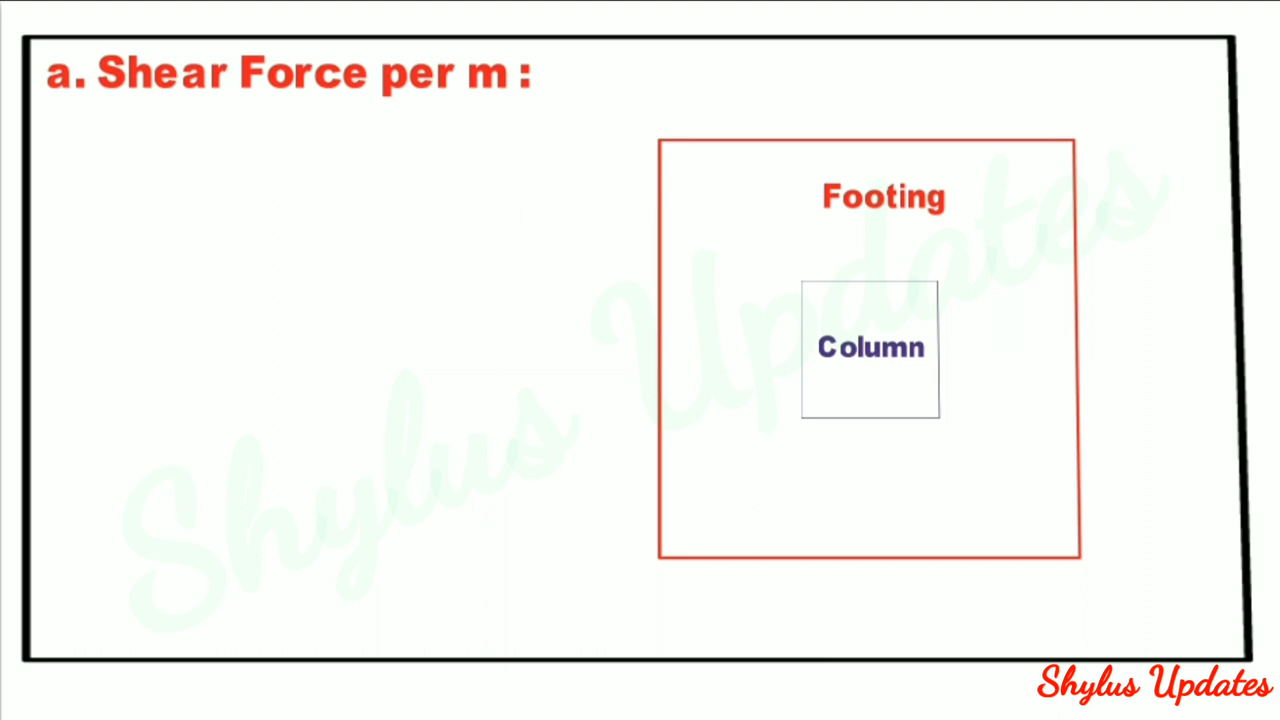 a. Shear Force per m :
Footing
Column
Shylus Updates
Shylus Updates